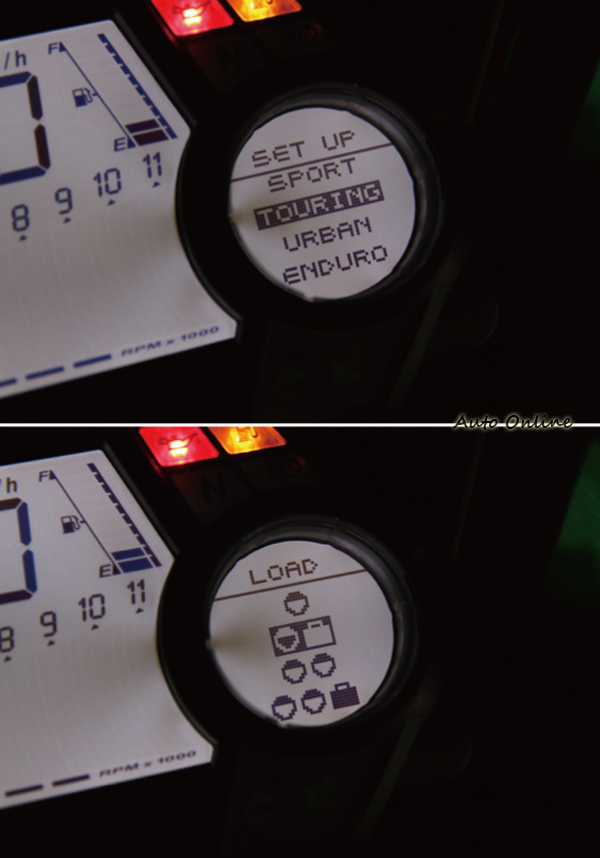 /h
F
E
8 9 10 11
RPM x 1000
SET UP
SPORT
TOURING
URBAN
ENDURO
Auto Online
/h
F
E
8 9 10 11
RPM x 1000
LOAD